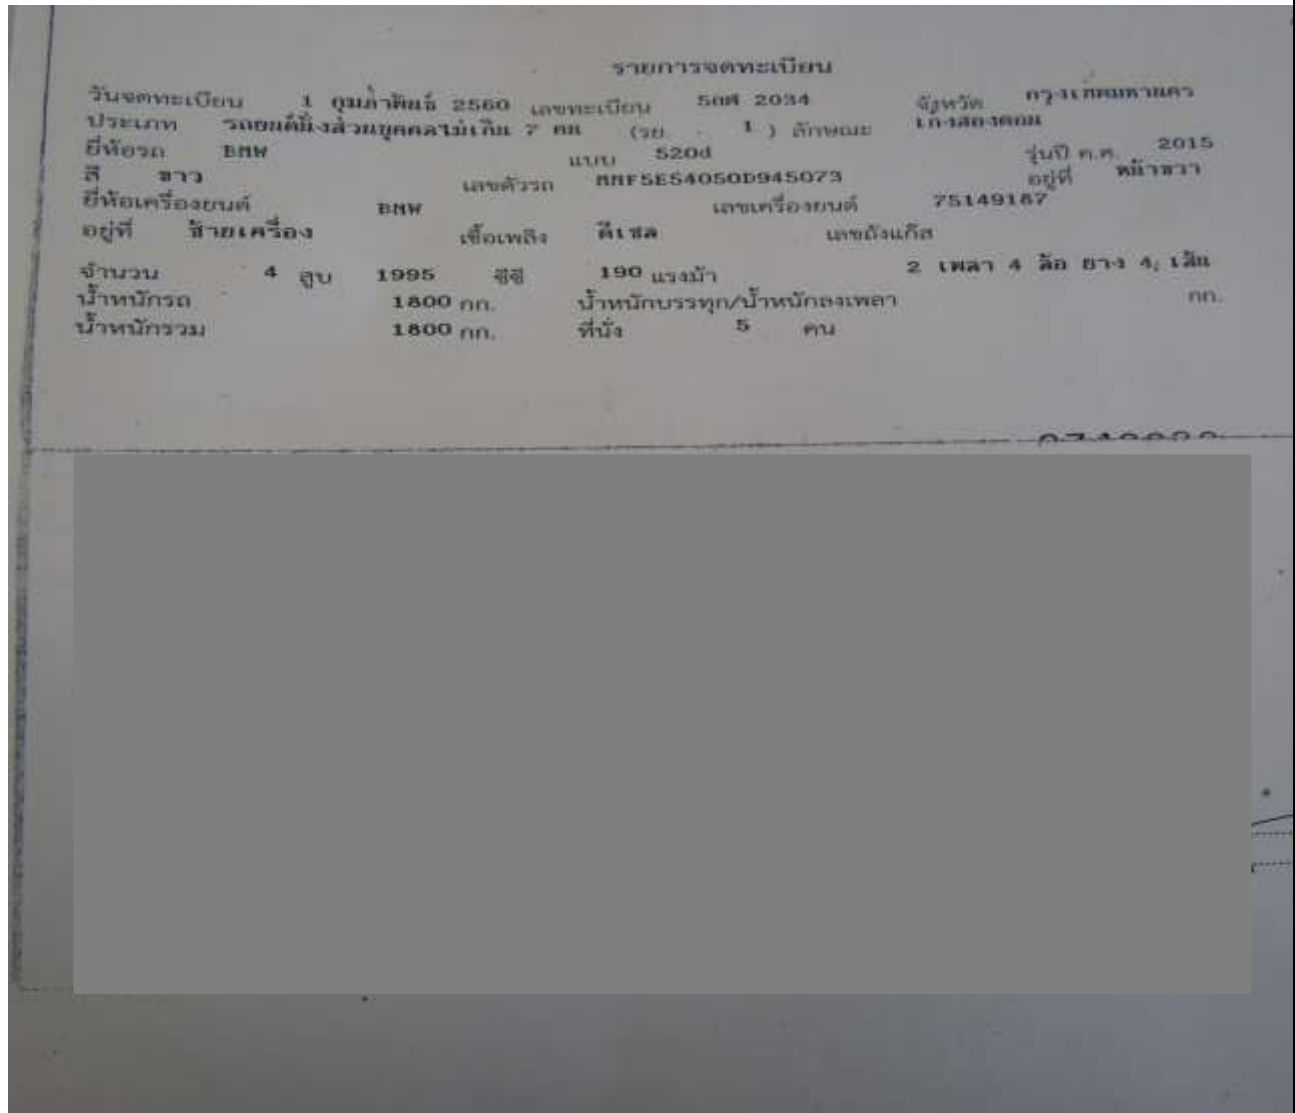 รายการจดทะเบียน
วันจดทะเบียน 1 กุมภาพันธ์ 2560 เลขทะเบียน 5กศ 2034 จังหวัด กรุงเทพมหานคร
ประเภท รถยนต์นั่งส่วนบุคคลไม่เกิน 7 คน (รย. 1 ) ลักษณะ เก๋งสองตอน
ยี่ห้อรถ BMW แบบ 520d รุ่นปี ค.ศ. 2015
สี ขาว เลขตัวรถ MMF5E54050D945073 อยู่ที่ หน้าขวา
ยี่ห้อเครื่องยนต์ BMW เลขเครื่องยนต์ 75149187
อยู่ที่ ซ้ายเครื่อง เชื้อเพลิง ดีเซล เลขถังแก๊ส
จำนวน 4 สูบ 1995 ซีซี 190 แรงม้า 2 เพลา 4 ล้อ ยาง 4 เส้น
น้ำหนักรถ 1800 กก. น้ำหนักบรรทุก/น้ำหนักลงเพลา กก.
น้ำหนักรวม 1800 กก. ที่นั่ง 5 คน